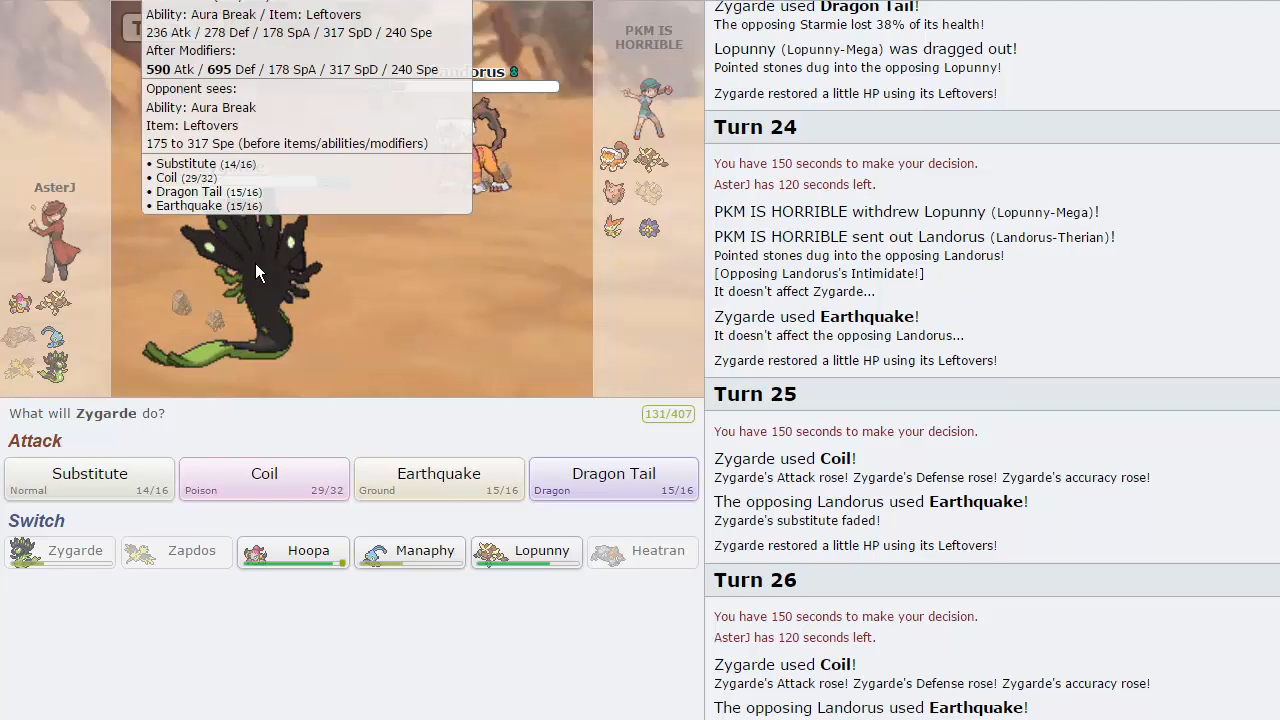 Ability: Aura Break / Item: Leftovers
236 Atk / 278 Def / 178 SpA / 317 SpD / 240 Spe
After Modifiers:
590 Atk / 695 Def / 178 SpA / 317 SpD / 240 Spe
Opponent sees:
Ability: Aura Break
Item: Leftovers
175 to 317 Spe (before items/abilities/modifiers)
• Substitute (14/16)
• Coil (29/32)
• Dragon Tail (15/16)
• Earthquake (15/16)
AsterJ
PKM IS
HORRIBLE
What will Zygarde do?
131/407
Attack
Substitute
Normal 14/16
Coil
Poison 29/32
Earthquake
Ground 15/16
Dragon Tail
Dragon 15/16
Switch
Zygarde
Zapdos
Hoopa
Manaphy
Lopunny
Heatran
Zygarde used Dragon Tail!
The opposing Starmie lost 38% of its health!
Lopunny (Lopunny-Mega) was dragged out!
Pointed stones dug into the opposing Lopunny!
Zygarde restored a little HP using its Leftovers!
Turn 24
You have 150 seconds to make your decision.
AsterJ has 120 seconds left.
PKM IS HORRIBLE withdrew Lopunny (Lopunny-Mega)!
PKM IS HORRIBLE sent out Landorus (Landorus-Therian)!
Pointed stones dug into the opposing Landorus!
[Opposing Landorus's Intimidate!]
It doesn't affect Zygarde...
Zygarde used Earthquake!
It doesn't affect the opposing Landorus...
Zygarde restored a little HP using its Leftovers!
Turn 25
You have 150 seconds to make your decision.
Zygarde used Coil!
Zygarde's Attack rose! Zygarde's Defense rose! Zygarde's accuracy rose!
The opposing Landorus used Earthquake!
Zygarde's substitute faded!
Zygarde restored a little HP using its Leftovers!
Turn 26
You have 150 seconds to make your decision.
AsterJ has 120 seconds left.
Zygarde used Coil!
Zygarde's Attack rose! Zygarde's Defense rose! Zygarde's accuracy rose!
The opposing Landorus used Earthquake!